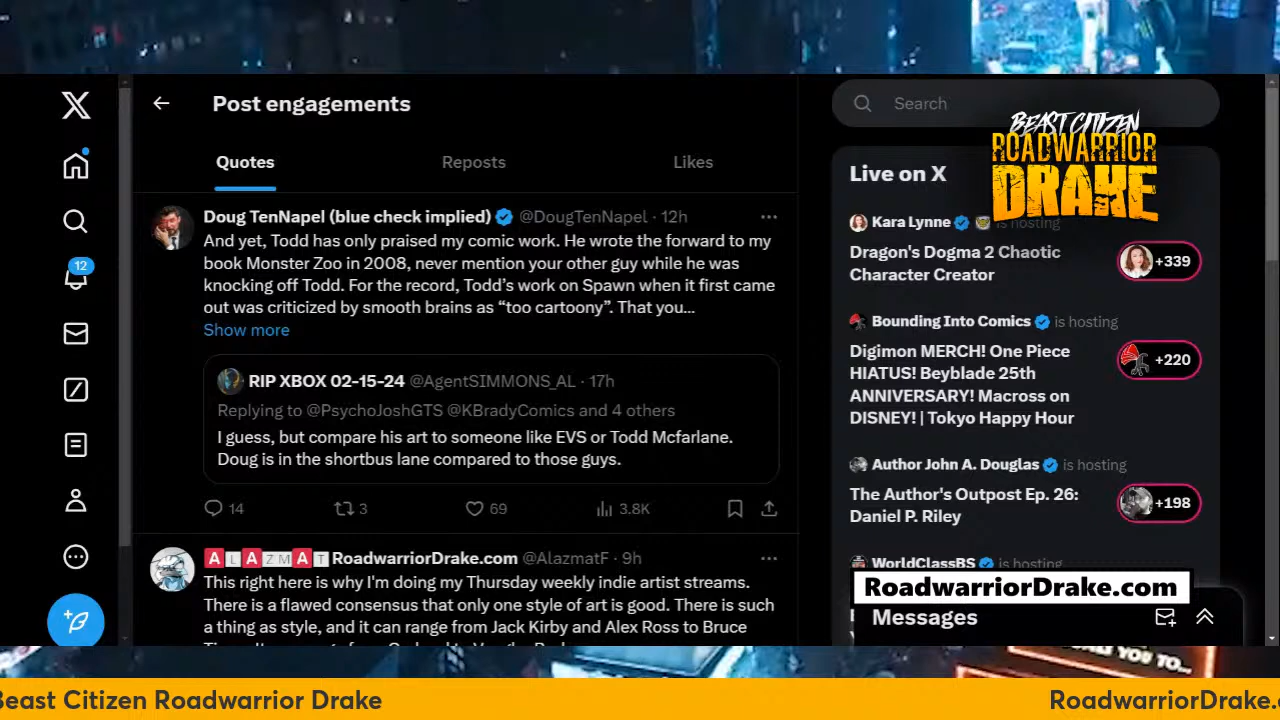 Post engagements
Quotes
Reposts
Likes
Doug TenNapel (blue check implied) @DougTenNapel · 12h
And yet, Todd has only praised my comic work. He wrote the forward to my
book Monster Zoo in 2008, never mention your other guy while he was
knocking off Todd. For the record, Todd's work on Spawn when it first came
out was criticized by smooth brains as “too cartoony”. That you...
Show more
RIP XBOX 02-15-24 @AgentSIMMONS_AL · 17h
Replying to @PsychoJoshGTS @KBradyComics and 4 others
I guess, but compare his art to someone like EVS or Todd Mcfarlane.
Doug is in the shortbus lane compared to those guys.
14
3
69
3.8K
ALAZMAT RoadwarriorDrake.com @AlazmatF · 9h
This right here is why I'm doing my Thursday weekly indie artist streams.
There is a flawed consensus that only one style of art is good. There is such
a thing as style, and it can range from Jack Kirby and Alex Ross to Bruce
12
Search
BEAST CITIZEN
ROADWARRIOR
DRAKE
Live on X
Kara Lynne is hosting
Dragon's Dogma 2 Chaotic
Character Creator
+339
Bounding Into Comics is hosting
Digimon MERCH! One Piece
HIATUS! Beyblade 25th
ANNIVERSARY! Macross on
DISNEY! | Tokyo Happy Hour
+220
Author John A. Douglas is hosting
The Author's Outpost Ep. 26:
Daniel P. Riley
+198
WorldClassBS is hosting
RoadwarriorDrake.com
Messages
YOU TO...
Beast Citizen Roadwarrior Drake
RoadwarriorDrake.c